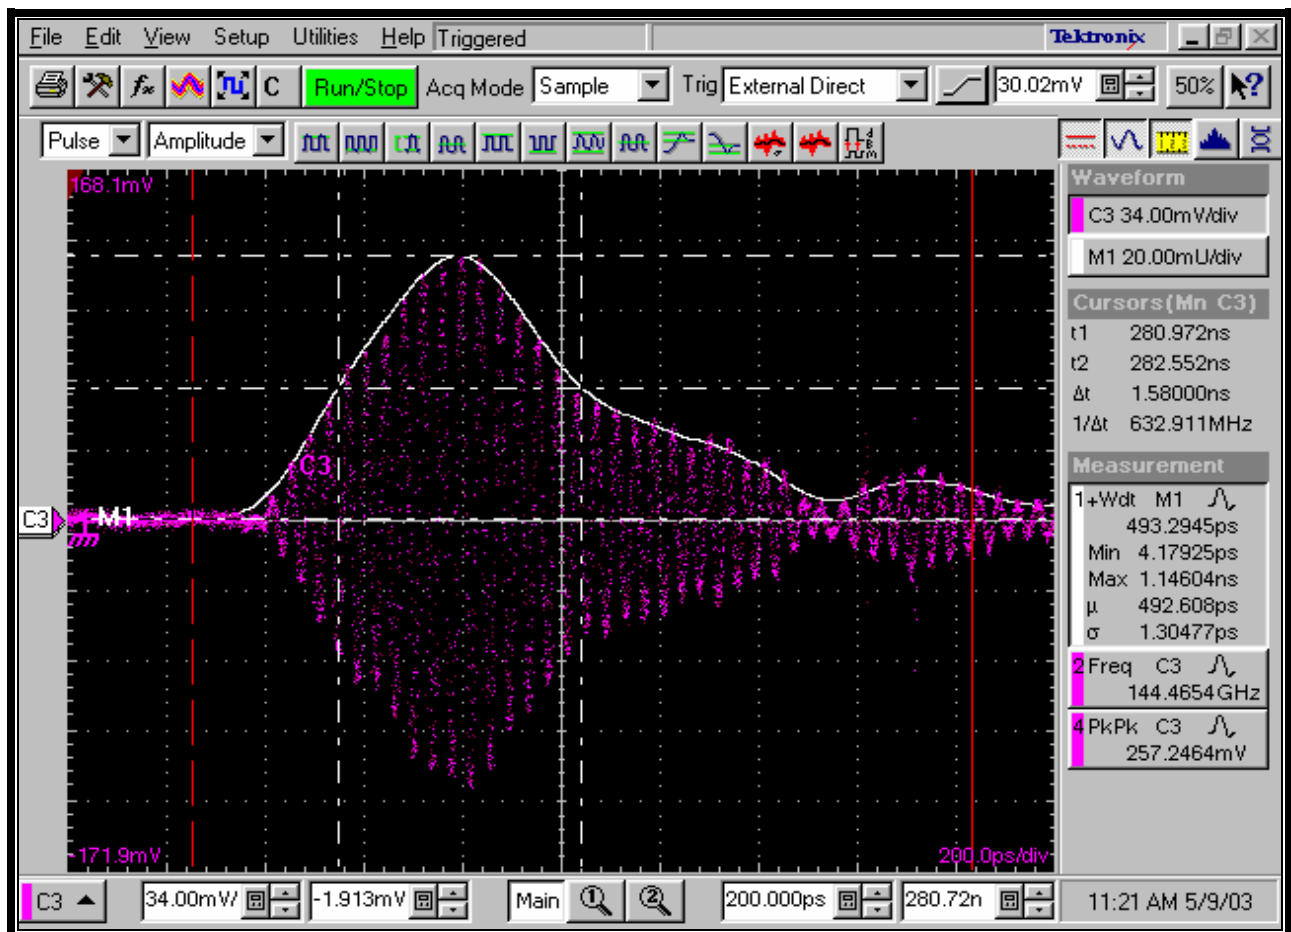 File Edit View Setup Utilities Help Triggered Tektronix
C Run/Stop Acq Mode Sample Trig External Direct 30.02mV 50% ?
Pulse Amplitude
168.1mV
C3
C3 M1
-171.9mV 200.0ps/div
Waveform
C3 34.00mV/div
M1 20.00mU/div
Cursors(Mn C3)
t1 280.972ns
t2 282.552ns
Δt 1.58000ns
1/Δt 632.911MHz
Measurement
1 +Wdt M1
493.2945ps
Min 4.17925ps
Max 1.14604ns
µ 492.608ps
σ 1.30477ps
2 Freq C3
144.4654GHz
4 PkPk C3
257.2464mV
C3 34.00mV/ -1.913mV Main 1 2 200.000ps 280.72n 11:21 AM 5/9/03